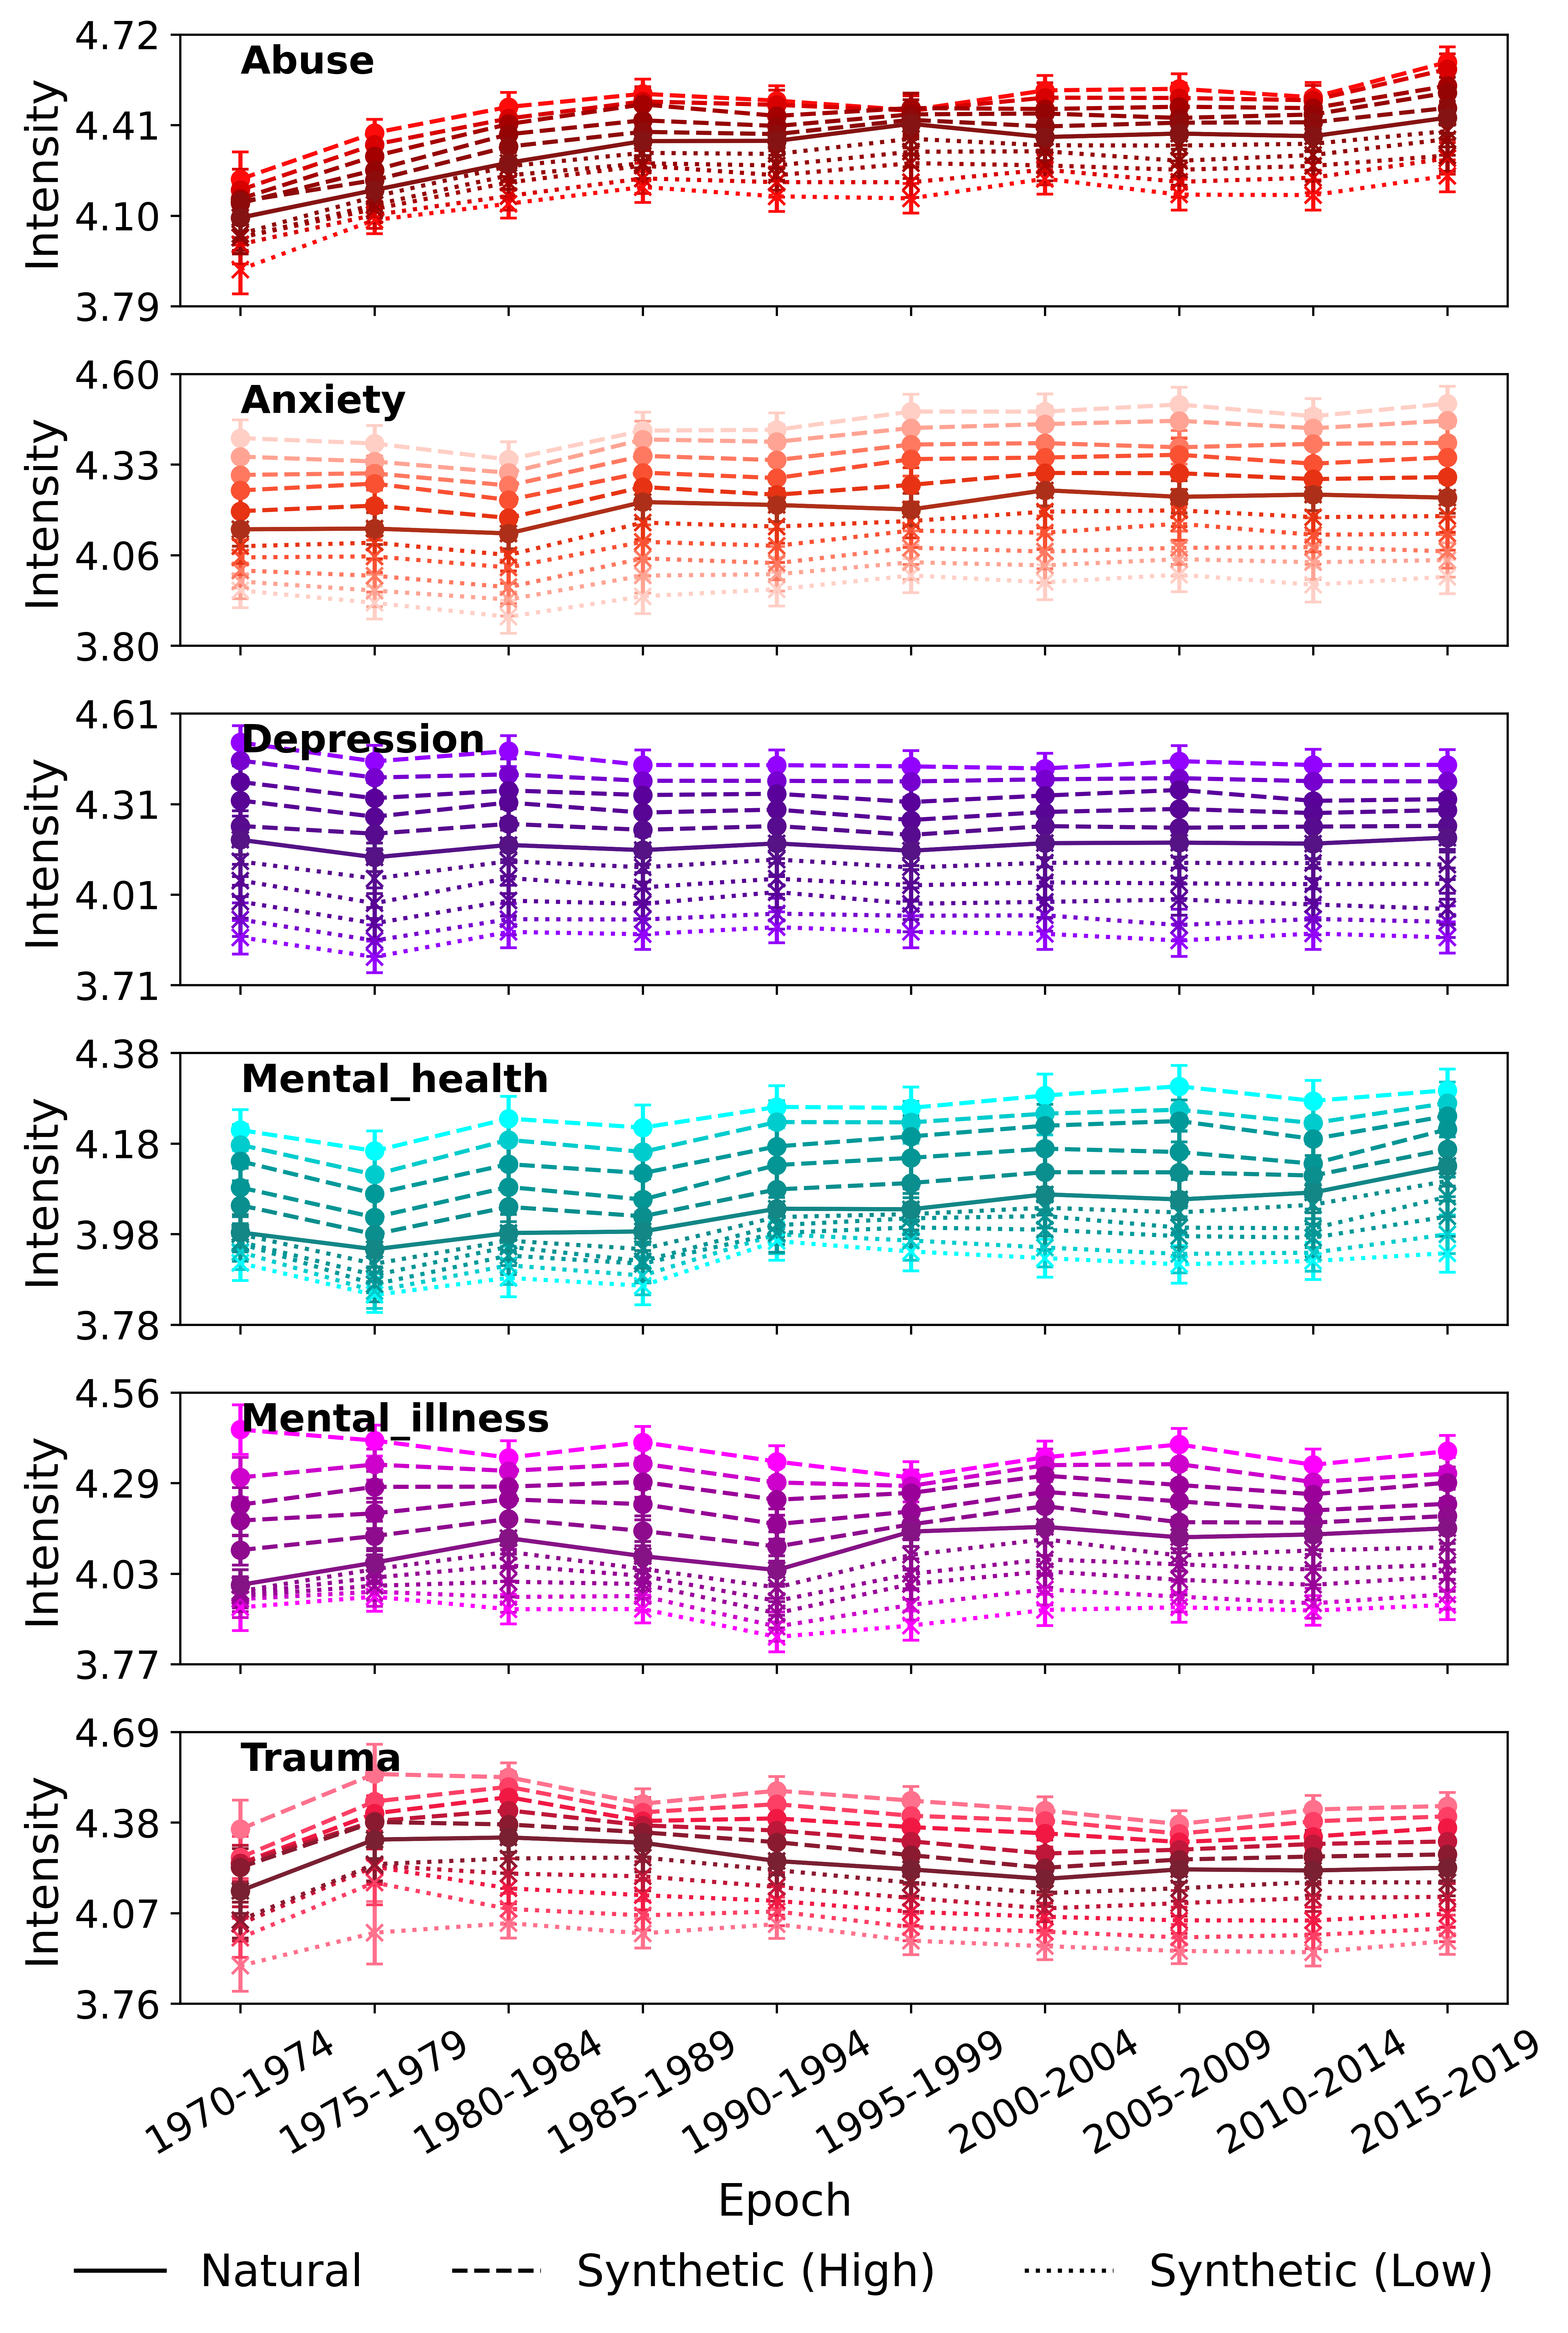 Abuse
Intensity
4.72
4.41
4.10
3.79
Anxiety
Intensity
4.60
4.33
4.06
3.80
Depression
Intensity
4.61
4.31
4.01
3.71
Mental_health
Intensity
4.38
4.18
3.98
3.78
Mental_illness
Intensity
4.56
4.29
4.03
3.77
Trauma
Intensity
4.69
4.38
4.07
3.76
1970-1974
1975-1979
1980-1984
1985-1989
1990-1994
1995-1999
2000-2004
2005-2009
2010-2014
2015-2019
Epoch
Natural Synthetic (High) Synthetic (Low)